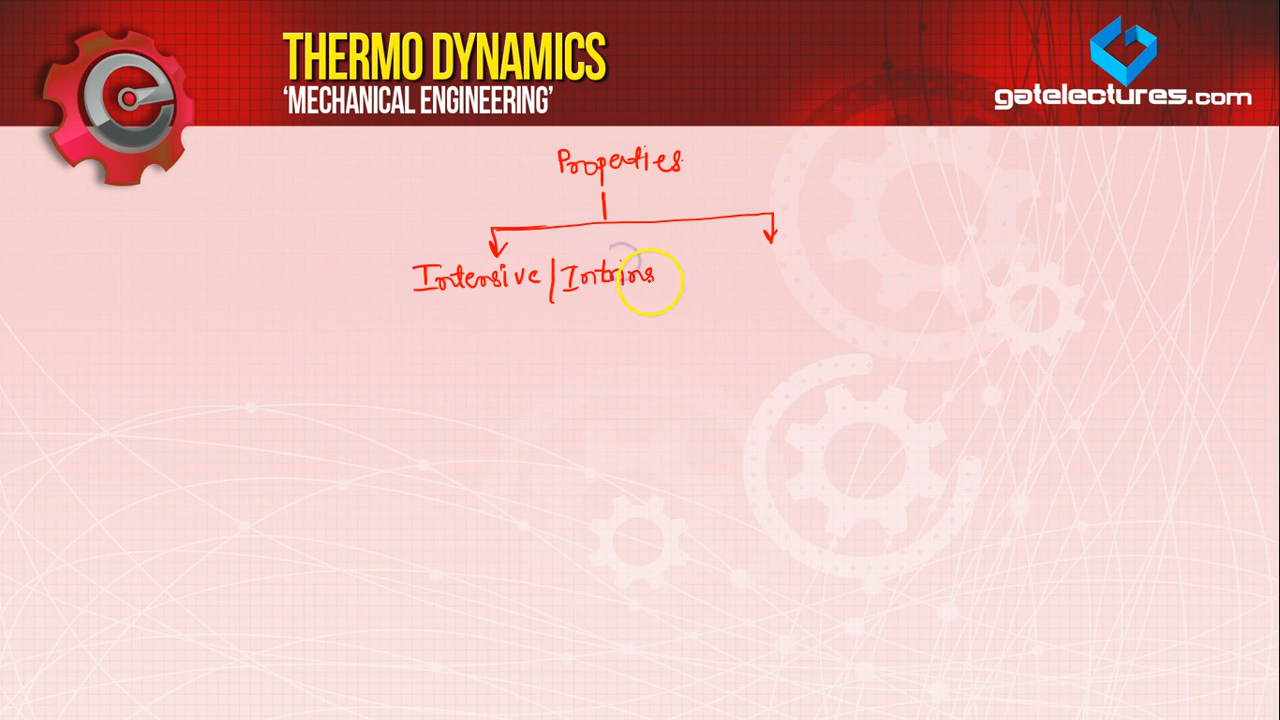 THERMO DYNAMICS
'MECHANICAL ENGINEERING'
gatelectures.com
Properties
Intensive / Intrins